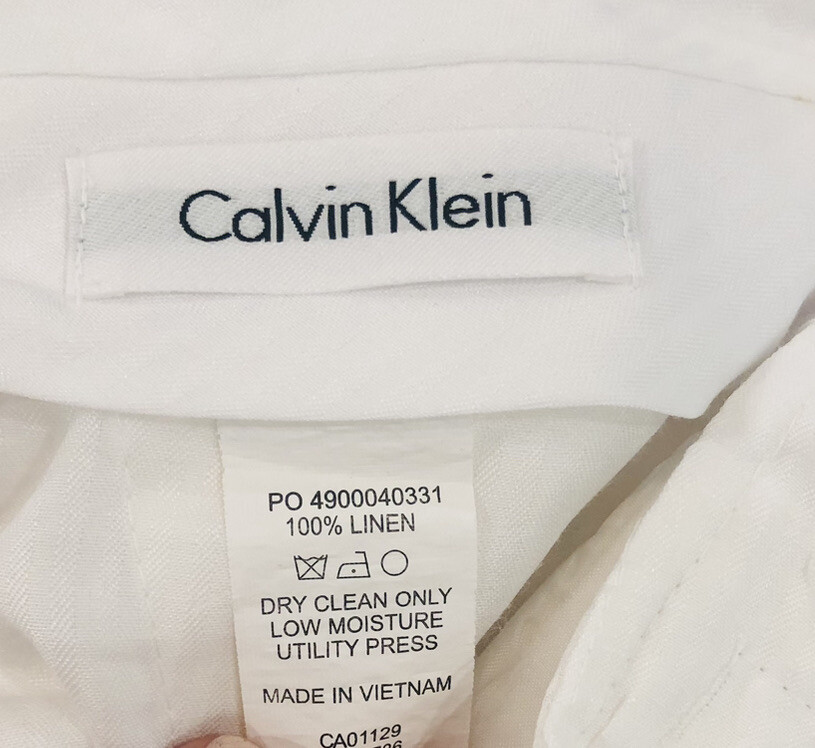 Calvin Klein
PO 4900040331
100% LINEN
DRY CLEAN ONLY
LOW MOISTURE
UTILITY PRESS
MADE IN VIETNAM
CA01129